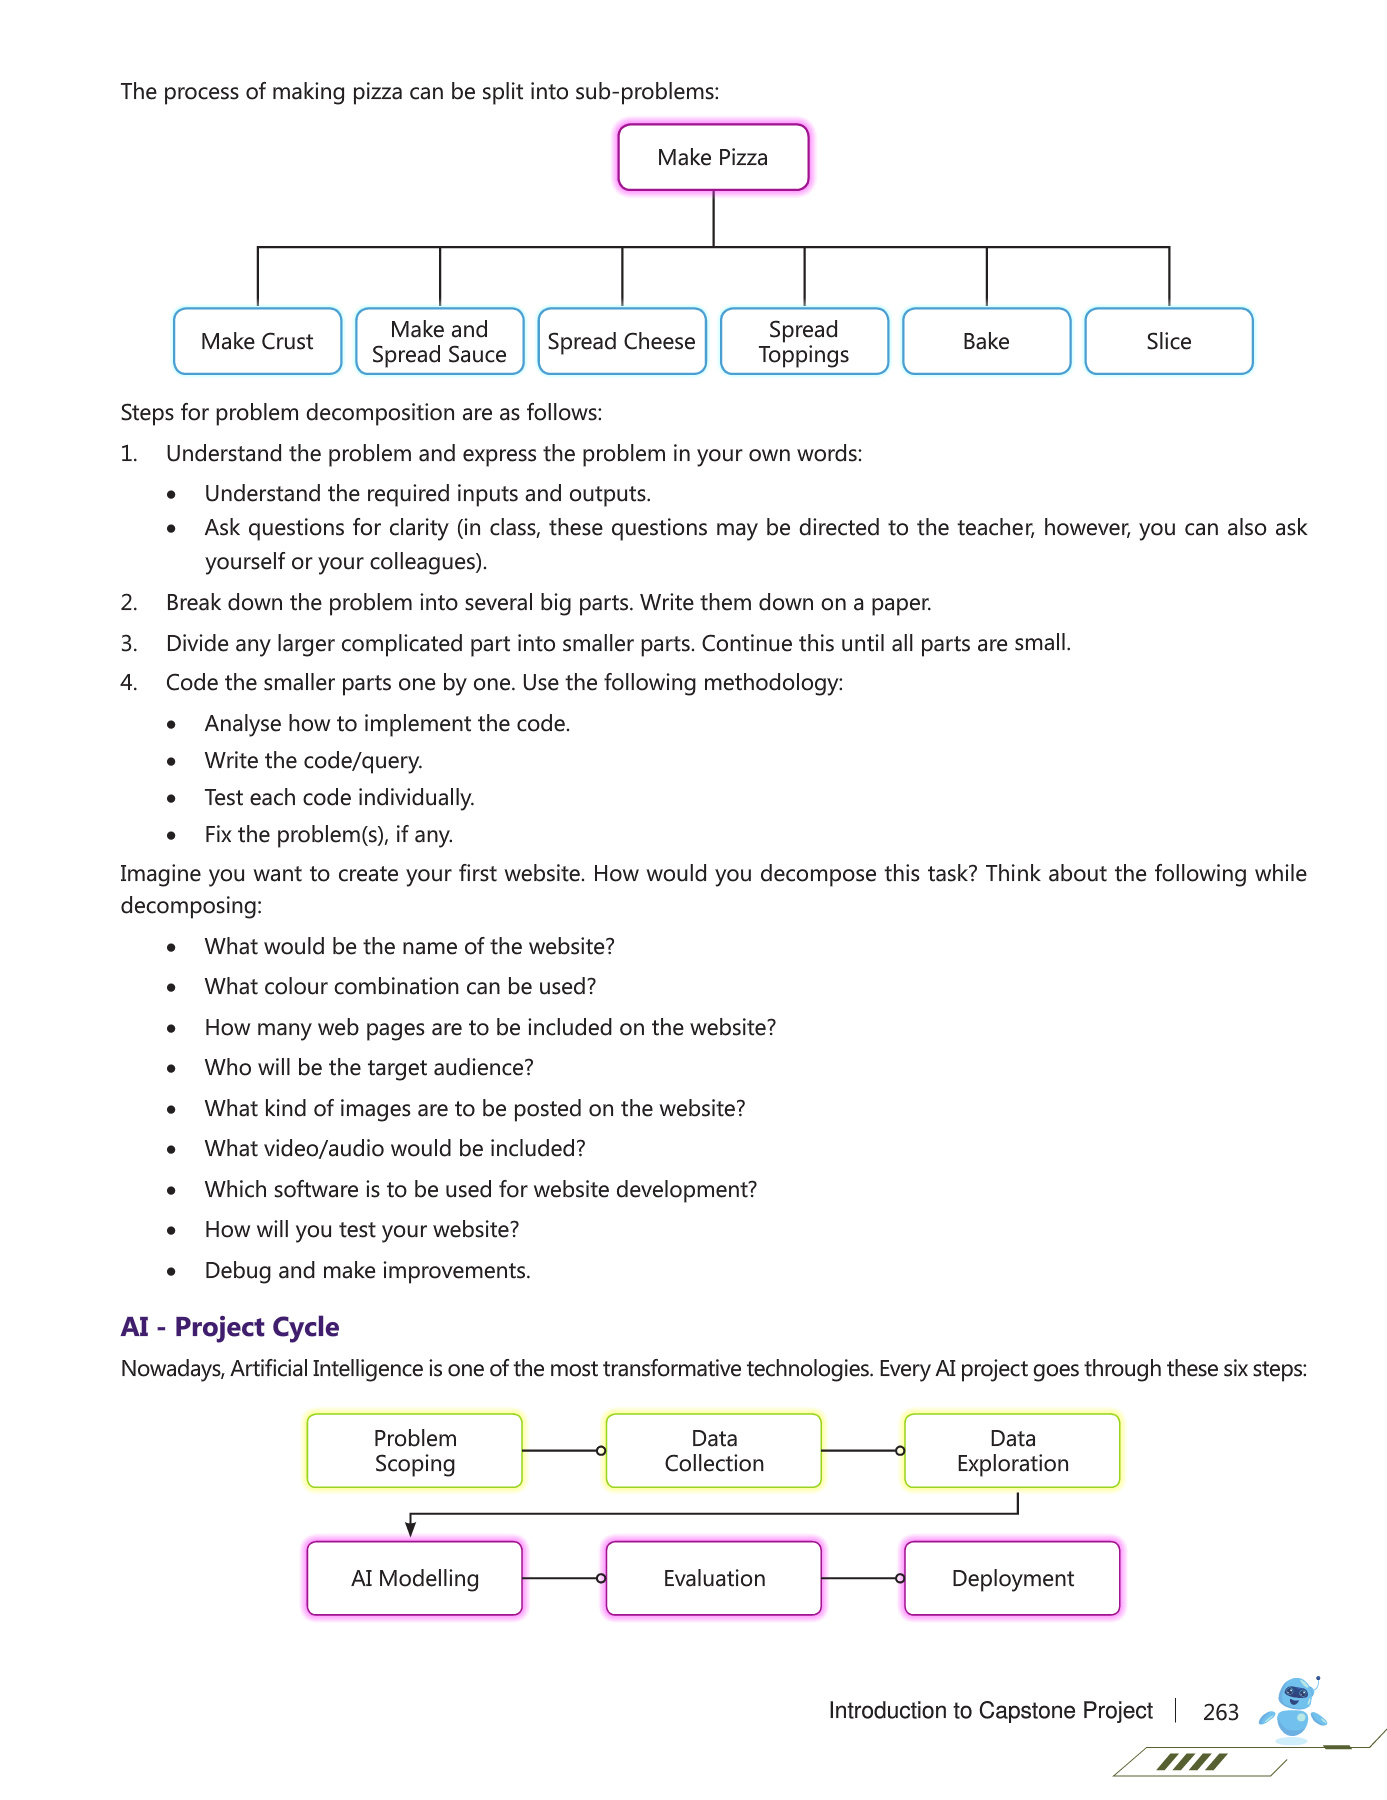 The process of making pizza can be split into sub-problems:
Make Pizza
Make Crust
Make and
Spread Sauce
Spread Cheese
Spread
Toppings
Bake
Slice
Steps for problem decomposition are as follows:
1. Understand the problem and express the problem in your own words:
• Understand the required inputs and outputs.
• Ask questions for clarity (in class, these questions may be directed to the teacher, however, you can also ask
yourself or your colleagues).
2. Break down the problem into several big parts. Write them down on a paper.
3. Divide any larger complicated part into smaller parts. Continue this until all parts are small.
4. Code the smaller parts one by one. Use the following methodology:
• Analyse how to implement the code.
• Write the code/query.
• Test each code individually.
• Fix the problem(s), if any.
Imagine you want to create your first website. How would you decompose this task? Think about the following while
decomposing:
• What would be the name of the website?
• What colour combination can be used?
• How many web pages are to be included on the website?
• Who will be the target audience?
• What kind of images are to be posted on the website?
• What video/audio would be included?
• Which software is to be used for website development?
• How will you test your website?
• Debug and make improvements.
AI - Project Cycle
Nowadays, Artificial Intelligence is one of the most transformative technologies. Every AI project goes through these six steps:
Problem
Scoping
Data
Collection
Data
Exploration
AI Modelling
Evaluation
Deployment
Introduction to Capstone Project
263